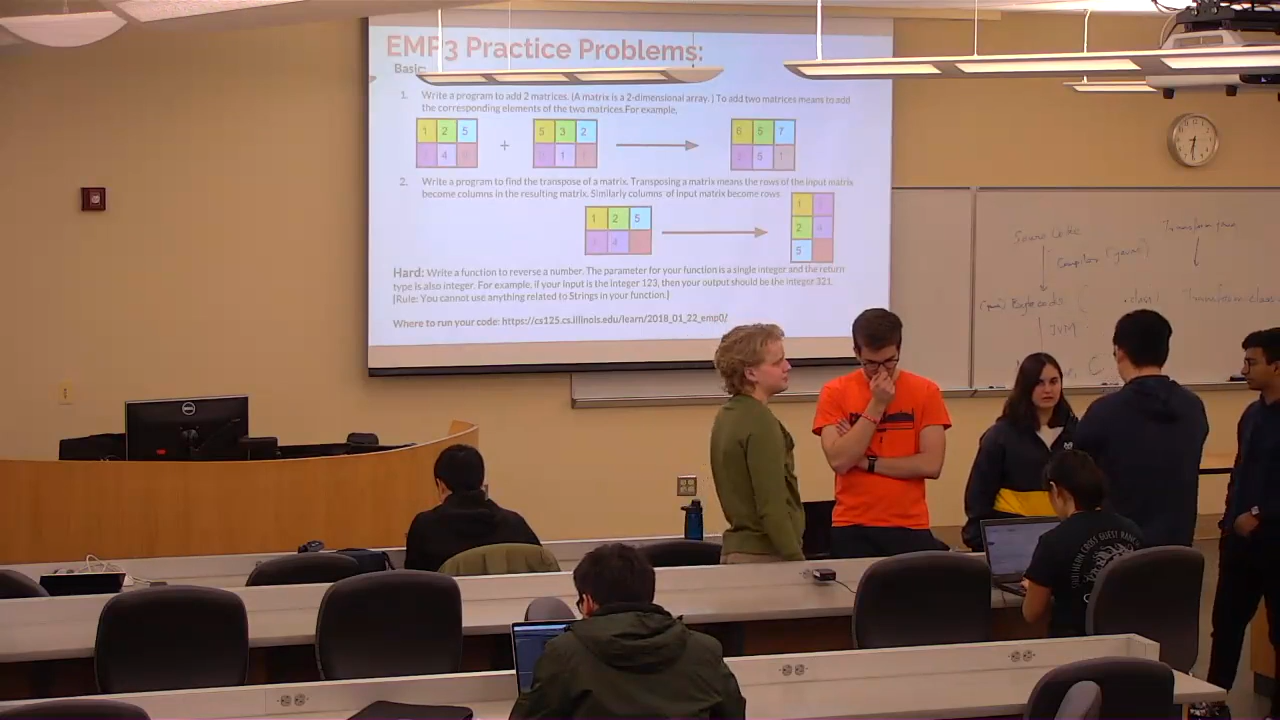 EMP3 Practice Problems:
Basic:
1. Write a program to add 2 matrices. (A matrix is a 2-dimensional array. ) To add two matrices means to add
the corresponding elements of the two matrices.For example,
1 2 5 + 5 3 2 6 5 7
4 1 5 1
2. Write a program to find the transpose of a matrix. Transposing a matrix means the rows of the input matrix
become columns in the resulting matrix. Similarly columns of input matrix become rows
1 2 5 1
4 2 4
5
Hard: Write a function to reverse a number. The parameter for your function is a single integer and the return
type is also integer. For example, if your input is the integer 123, then your output should be the integer 321.
[Rule: You cannot use anything related to Strings in your function.]
Where to run your code: https://cs125.cs.illinois.edu/learn/2018_01_22_emp0/
Source Code
Compiler (javac)
Bytecode .class
JVM
DELL